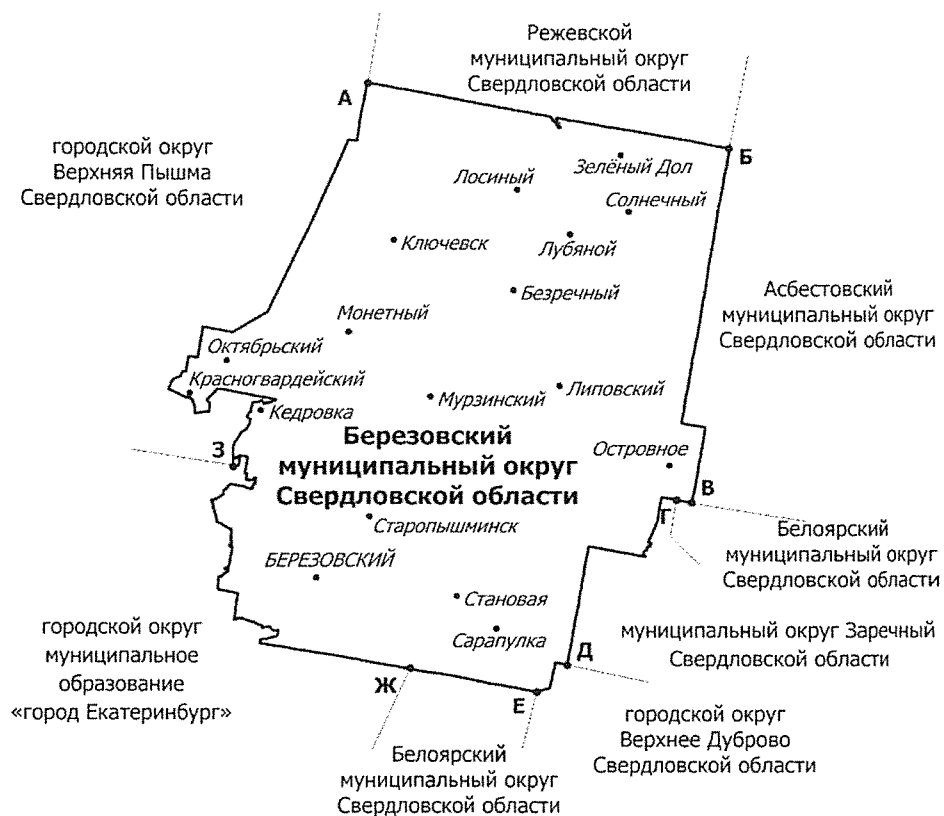 Режевской
муниципальный округ
Свердловской области
А
городской округ
Верхняя Пышма
Свердловской области
Б
Зелёный Дол
Лосиный
Солнечный
Ключевск
Лубяной
Безречный
Асбестовский
муниципальный округ
Свердловской области
Монетный
Октябрьский
Красногвардейский
Кедровка
Мурзинский
Липовский
Березовский
муниципальный округ
Свердловской области
З
Островное
В
Г
Старопышминск
Белоярский
муниципальный округ
Свердловской области
БЕРЕЗОВСКИЙ
Становая
Сарапулка
городской округ
муниципальное
образование
«город Екатеринбург»
муниципальный округ Заречный
Свердловской области
Д
Ж
Е
городской округ
Верхнее Дуброво
Свердловской области
Белоярский
муниципальный округ
Свердловской области